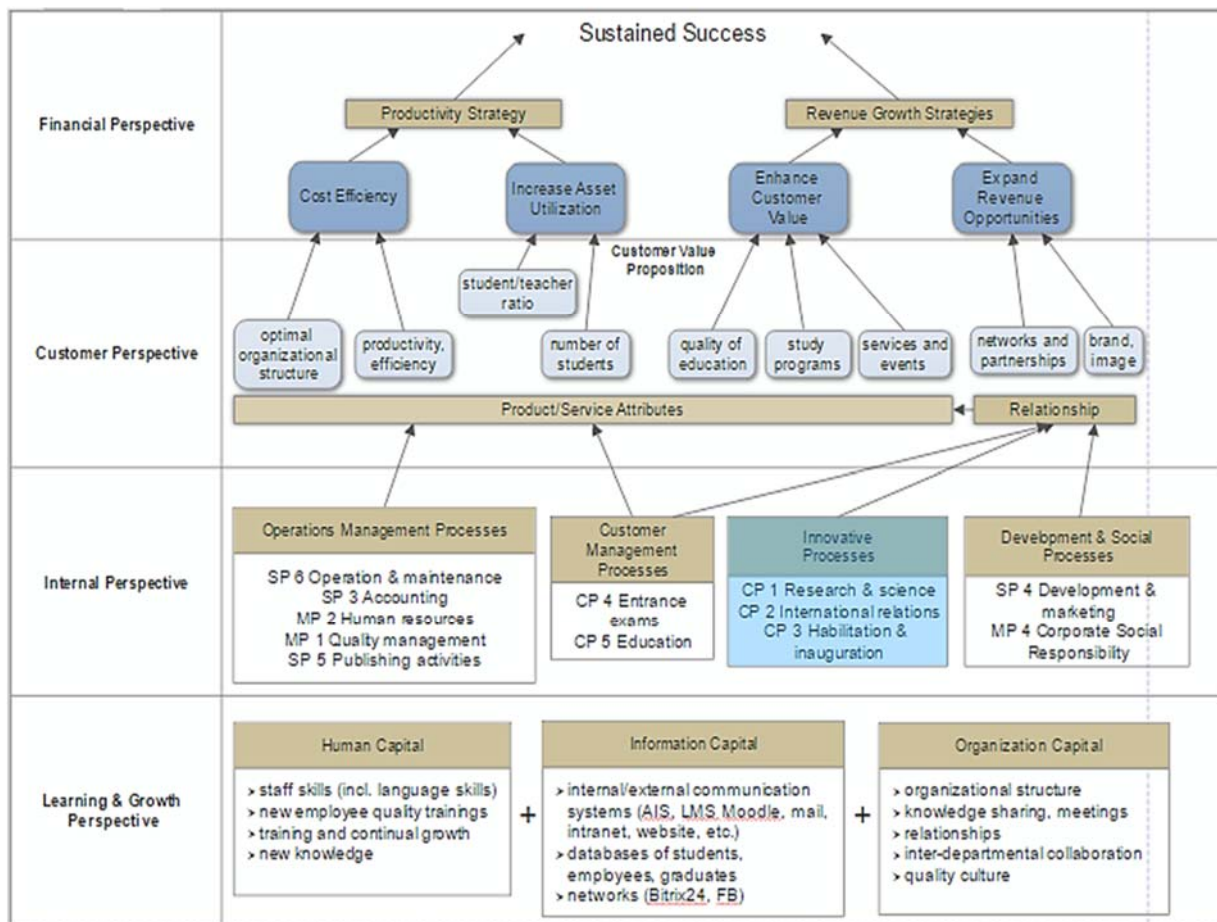 Sustained Success
Financial Perspective
Productivity Strategy
Revenue Growth Strategies
Cost Efficiency
Increase Asset
Utilization
Enhance
Customer
Value
Expand
Revenue
Opportunities
Customer Perspective
Customer Value
Proposition
student/teacher
ratio
optimal
organizational
structure
productivity,
efficiency
number of
students
quality of
education
study
programs
services and
events
networks and
partnerships
brand,
image
Product/Service Attributes
Relationship
Internal Perspective
Operations Management Processes
SP 6 Operation & maintenance
SP 3 Accounting
MP 2 Human resources
MP 1 Quality management
SP 5 Publishing activities
Customer
Management
Processes
CP 4 Entrance
exams
CP 5 Education
Innovative
Processes
CP 1 Research & science
CP 2 International relations
CP 3 Habilitation &
inauguration
Development & Social
Processes
SP 4 Development &
marketing
MP 4 Corporate Social
Responsibility
Learning & Growth
Perspective
Human Capital
> staff skills (incl. language skills)
> new employee quality trainings
> training and continual growth
> new knowledge
+
Information Capital
> internal/external communication
systems (AIS, LMS Moodle, mail,
intranet, website, etc.)
> databases of students,
employees, graduates
> networks (Bitrix24, FB)
+
Organization Capital
> organizational structure
> knowledge sharing, meetings
> relationships
> inter-departmental collaboration
> quality culture